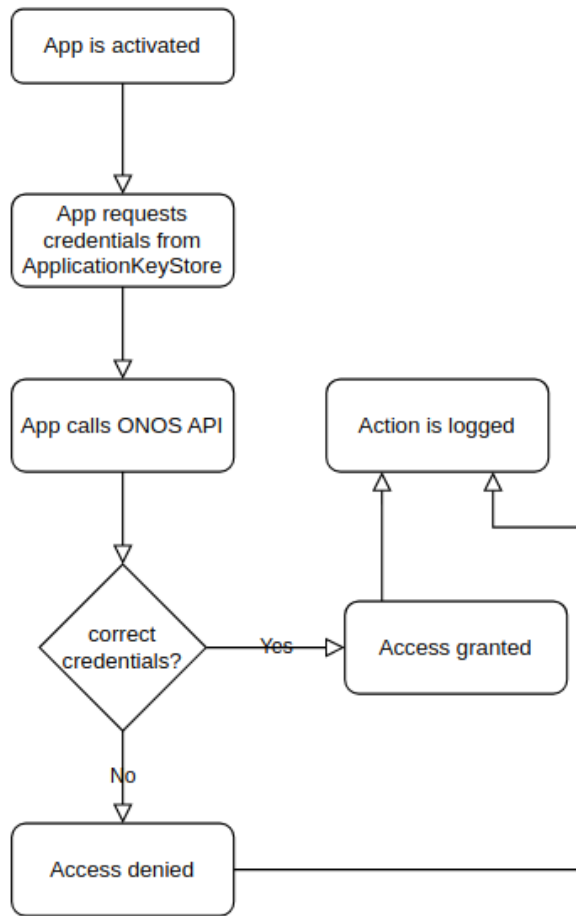 App is activated
App requests
credentials from
ApplicationKeyStore
App calls ONOS API
Action is logged
correct
credentials?
Yes
Access granted
No
Access denied